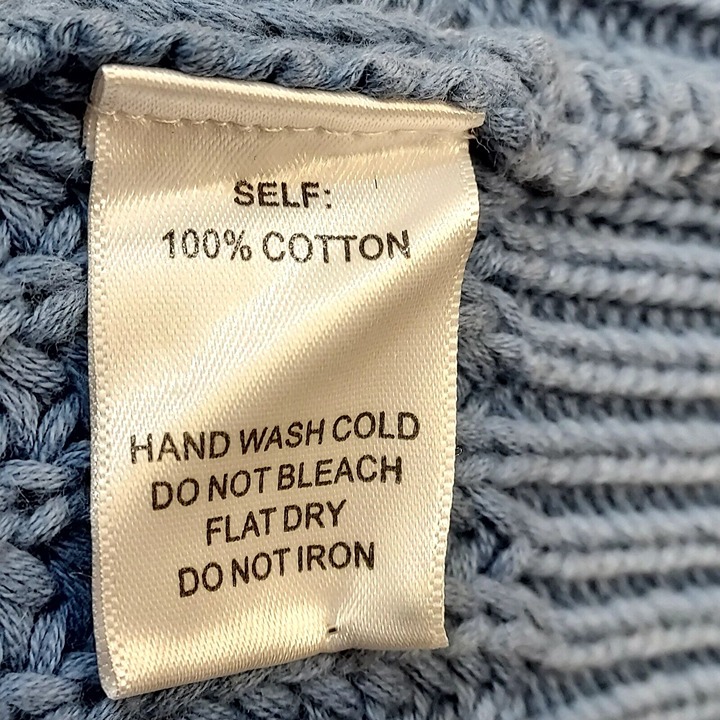 SELF:
100% COTTON
HAND WASH COLD
DO NOT BLEACH
FLAT DRY
DO NOT IRON